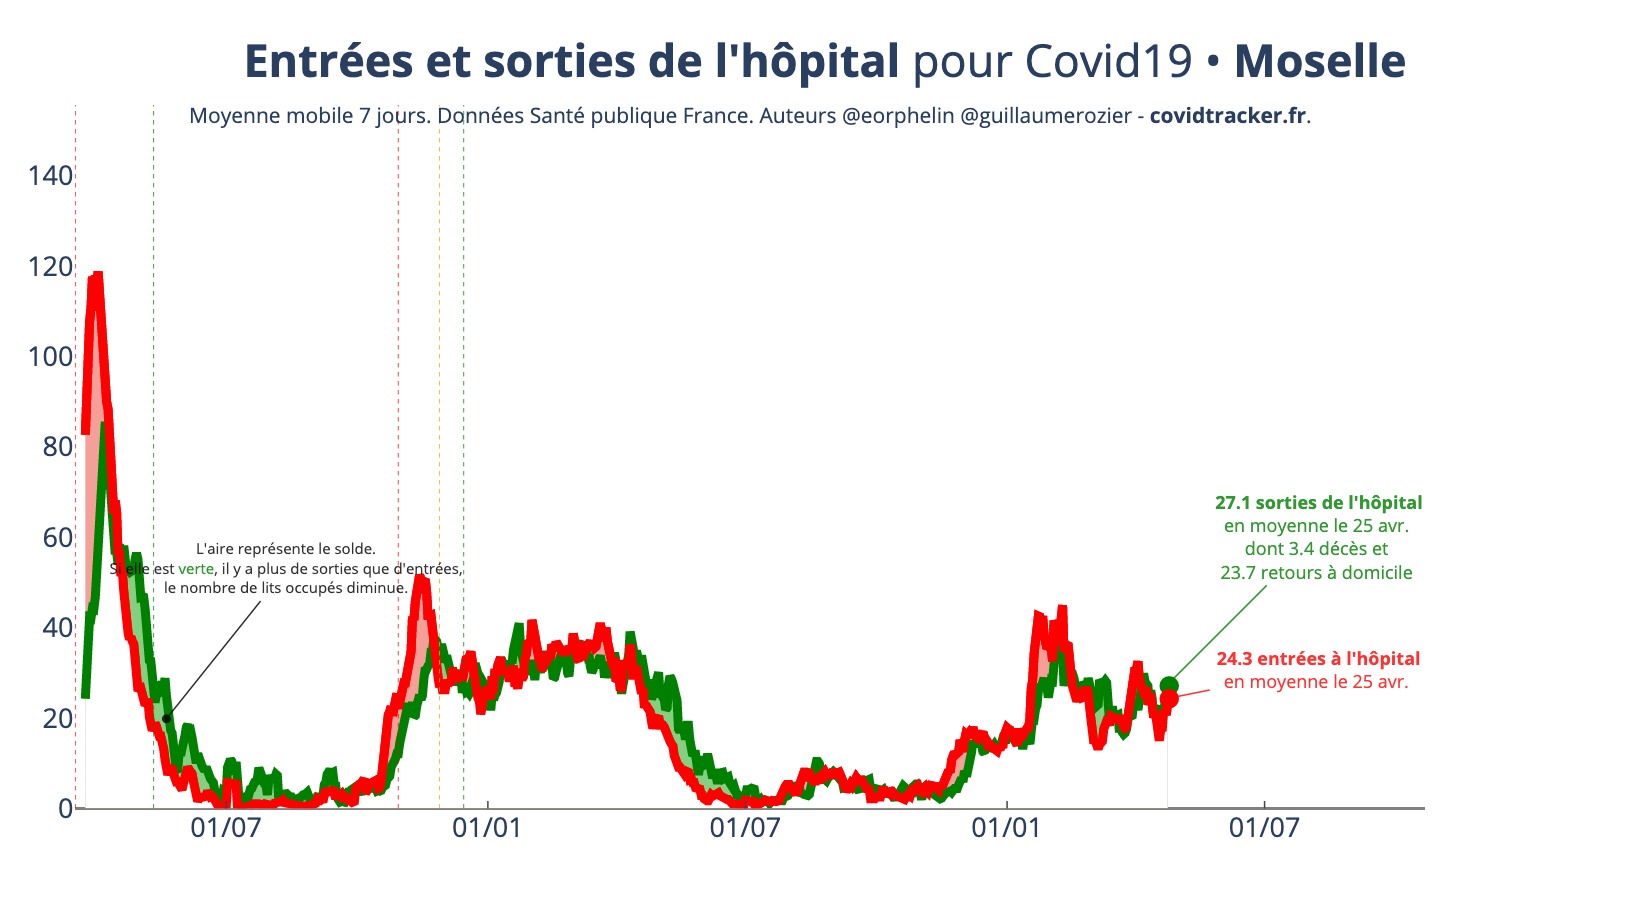 Entrées et sorties de l'hôpital pour Covid19 • Moselle
Moyenne mobile 7 jours. Données Santé publique France. Auteurs @eorphelin @guillaumerozier - covidtracker.fr.
140
120
100
80
60
40
20
0
L'aire représente le solde.
Si elle est verte, il y a plus de sorties que d'entrées,
le nombre de lits occupés diminue.
27.1 sorties de l'hôpital
en moyenne le 25 avr.
dont 3.4 décès et
23.7 retours à domicile
24.3 entrées à l'hôpital
en moyenne le 25 avr.
01/07
01/01
01/07
01/01
01/07